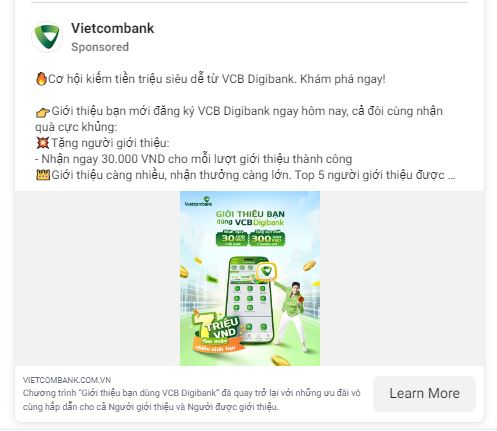 Vietcombank
Sponsored
🔥Cơ hội kiếm tiền triệu siêu dễ từ VCB Digibank. Khám phá ngay!
👉Giới thiệu bạn mới đăng ký VCB Digibank ngay hôm nay, cả đôi cùng nhận
quà cực khủng:
💥Tặng người giới thiệu:
- Nhận ngay 30.000 VND cho mỗi lượt giới thiệu thành công
👑Giới thiệu càng nhiều, nhận thưởng càng lớn. Top 5 người giới thiệu được ...
Vietcombank
GIỚI THIỆU BẠN
dùng VCBDigibank
30.000
300.000
7 TRIỆU
VND
VIETCOMBANK.COM.VN
Chương trình "Giới thiệu bạn dùng VCB Digibank" đã quay trở lại với những ưu đãi vô
cùng hấp dẫn cho cả Người giới thiệu và Người được giới thiệu.
Learn More